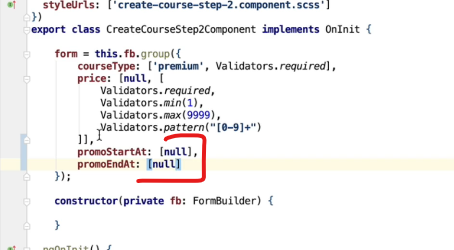 styleUrls: ['create-course-step-2.component.scss']
})
export class CreateCourseStep2Component implements OnInit {
form = this.fb.group({
courseType: ['premium', Validators.required],
price: [null, [
Validators.required,
Validators.min(1),
Validators.max(9999),
Validators.pattern("[0-9]+")
]],
promoStartAt: [null],
promoEndAt: [null]
});
constructor(private fb: FormBuilder) {
}
ngOnInit() {